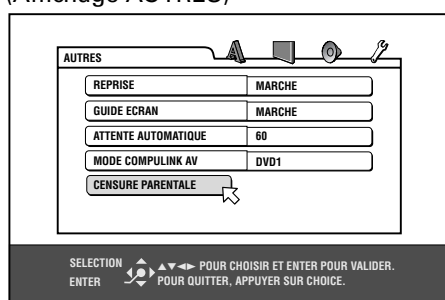 (Affichage AUTRES)
AUTRES
REPRISE MARCHE
GUIDE ECRAN MARCHE
ATTENTE AUTOMATIQUE 60
MODE COMPULINK AV DVD1
CENSURE PARENTALE
SELECTION ▲▼◄► POUR CHOISIR ET ENTER POUR VALIDER.
ENTER POUR QUITTER, APPUYER SUR CHOICE.